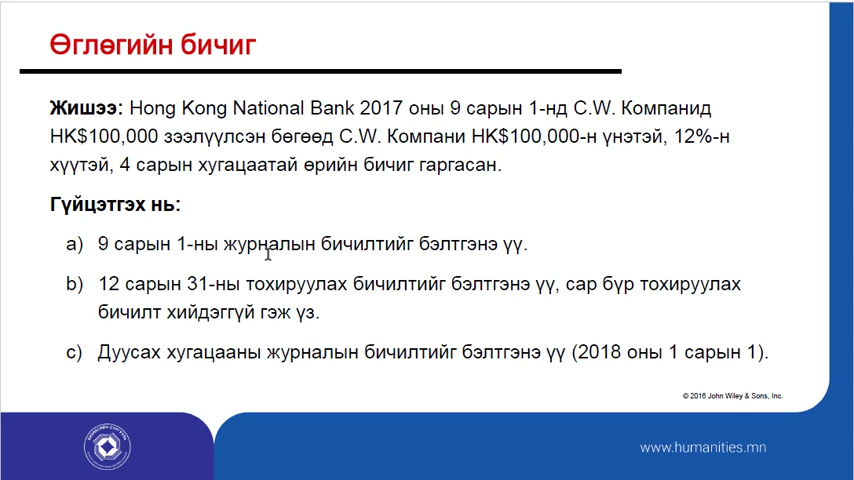 Өглөгийн бичиг
Жишээ: Hong Kong National Bank 2017 оны 9 сарын 1-нд C.W. Компанид
HK$100,000 зээлүүлсэн бөгөөд C.W. Компани HK$100,000-н үнэтэй, 12%-н
хүүтэй, 4 сарын хугацаатай өрийн бичиг гаргасан.
Гүйцэтгэх нь:
a) 9 сарын 1-ны журналын бичилтийг бэлтгэнэ үү.
b) 12 сарын 31-ны тохируулах бичилтийг бэлтгэнэ үү, сар бүр тохируулах
бичилт хийдэггүй гэж үз.
c) Дуусах хугацааны журналын бичилтийг бэлтгэнэ үү (2018 оны 1 сарын 1).
© 2016 John Wiley & Sons, Inc.
www.humanities.mn